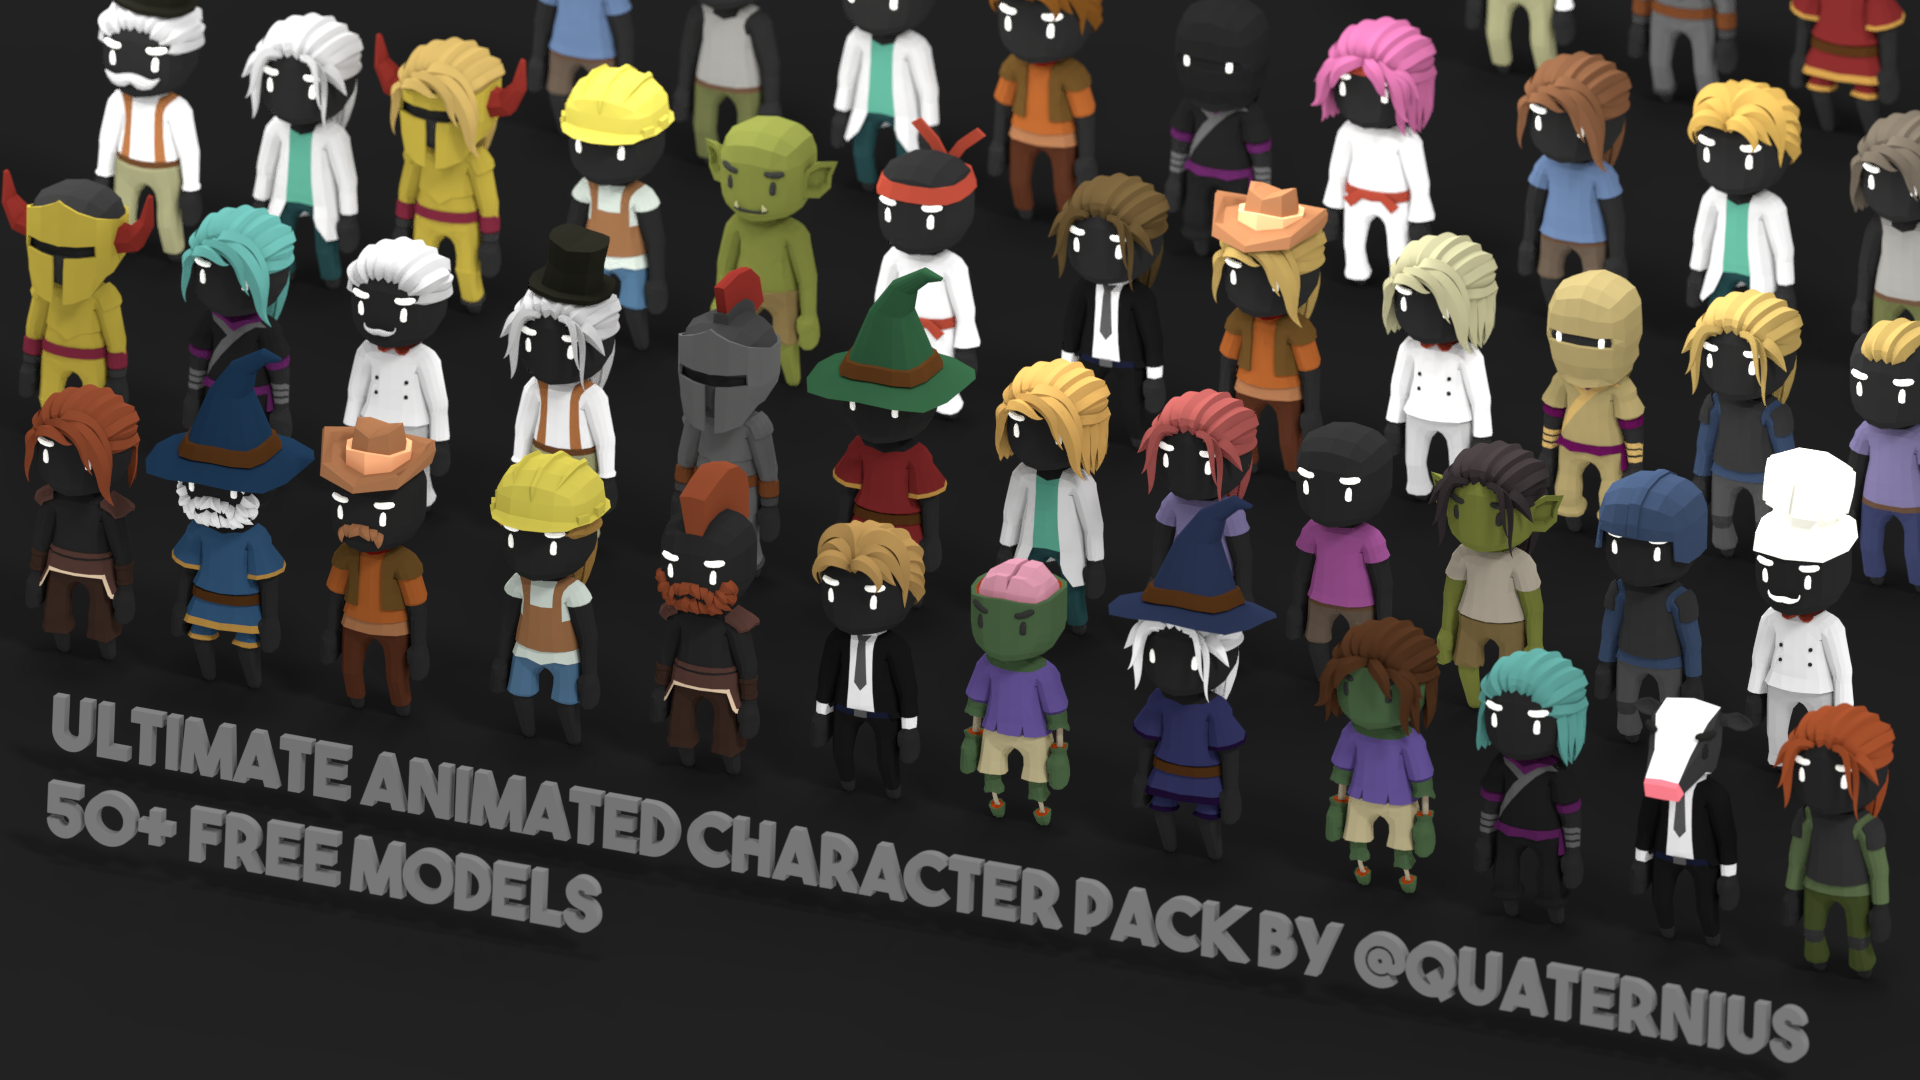 ULTIMATE ANIMATED CHARACTER PACK BY @QUATERNIUS
50+ FREE MODELS